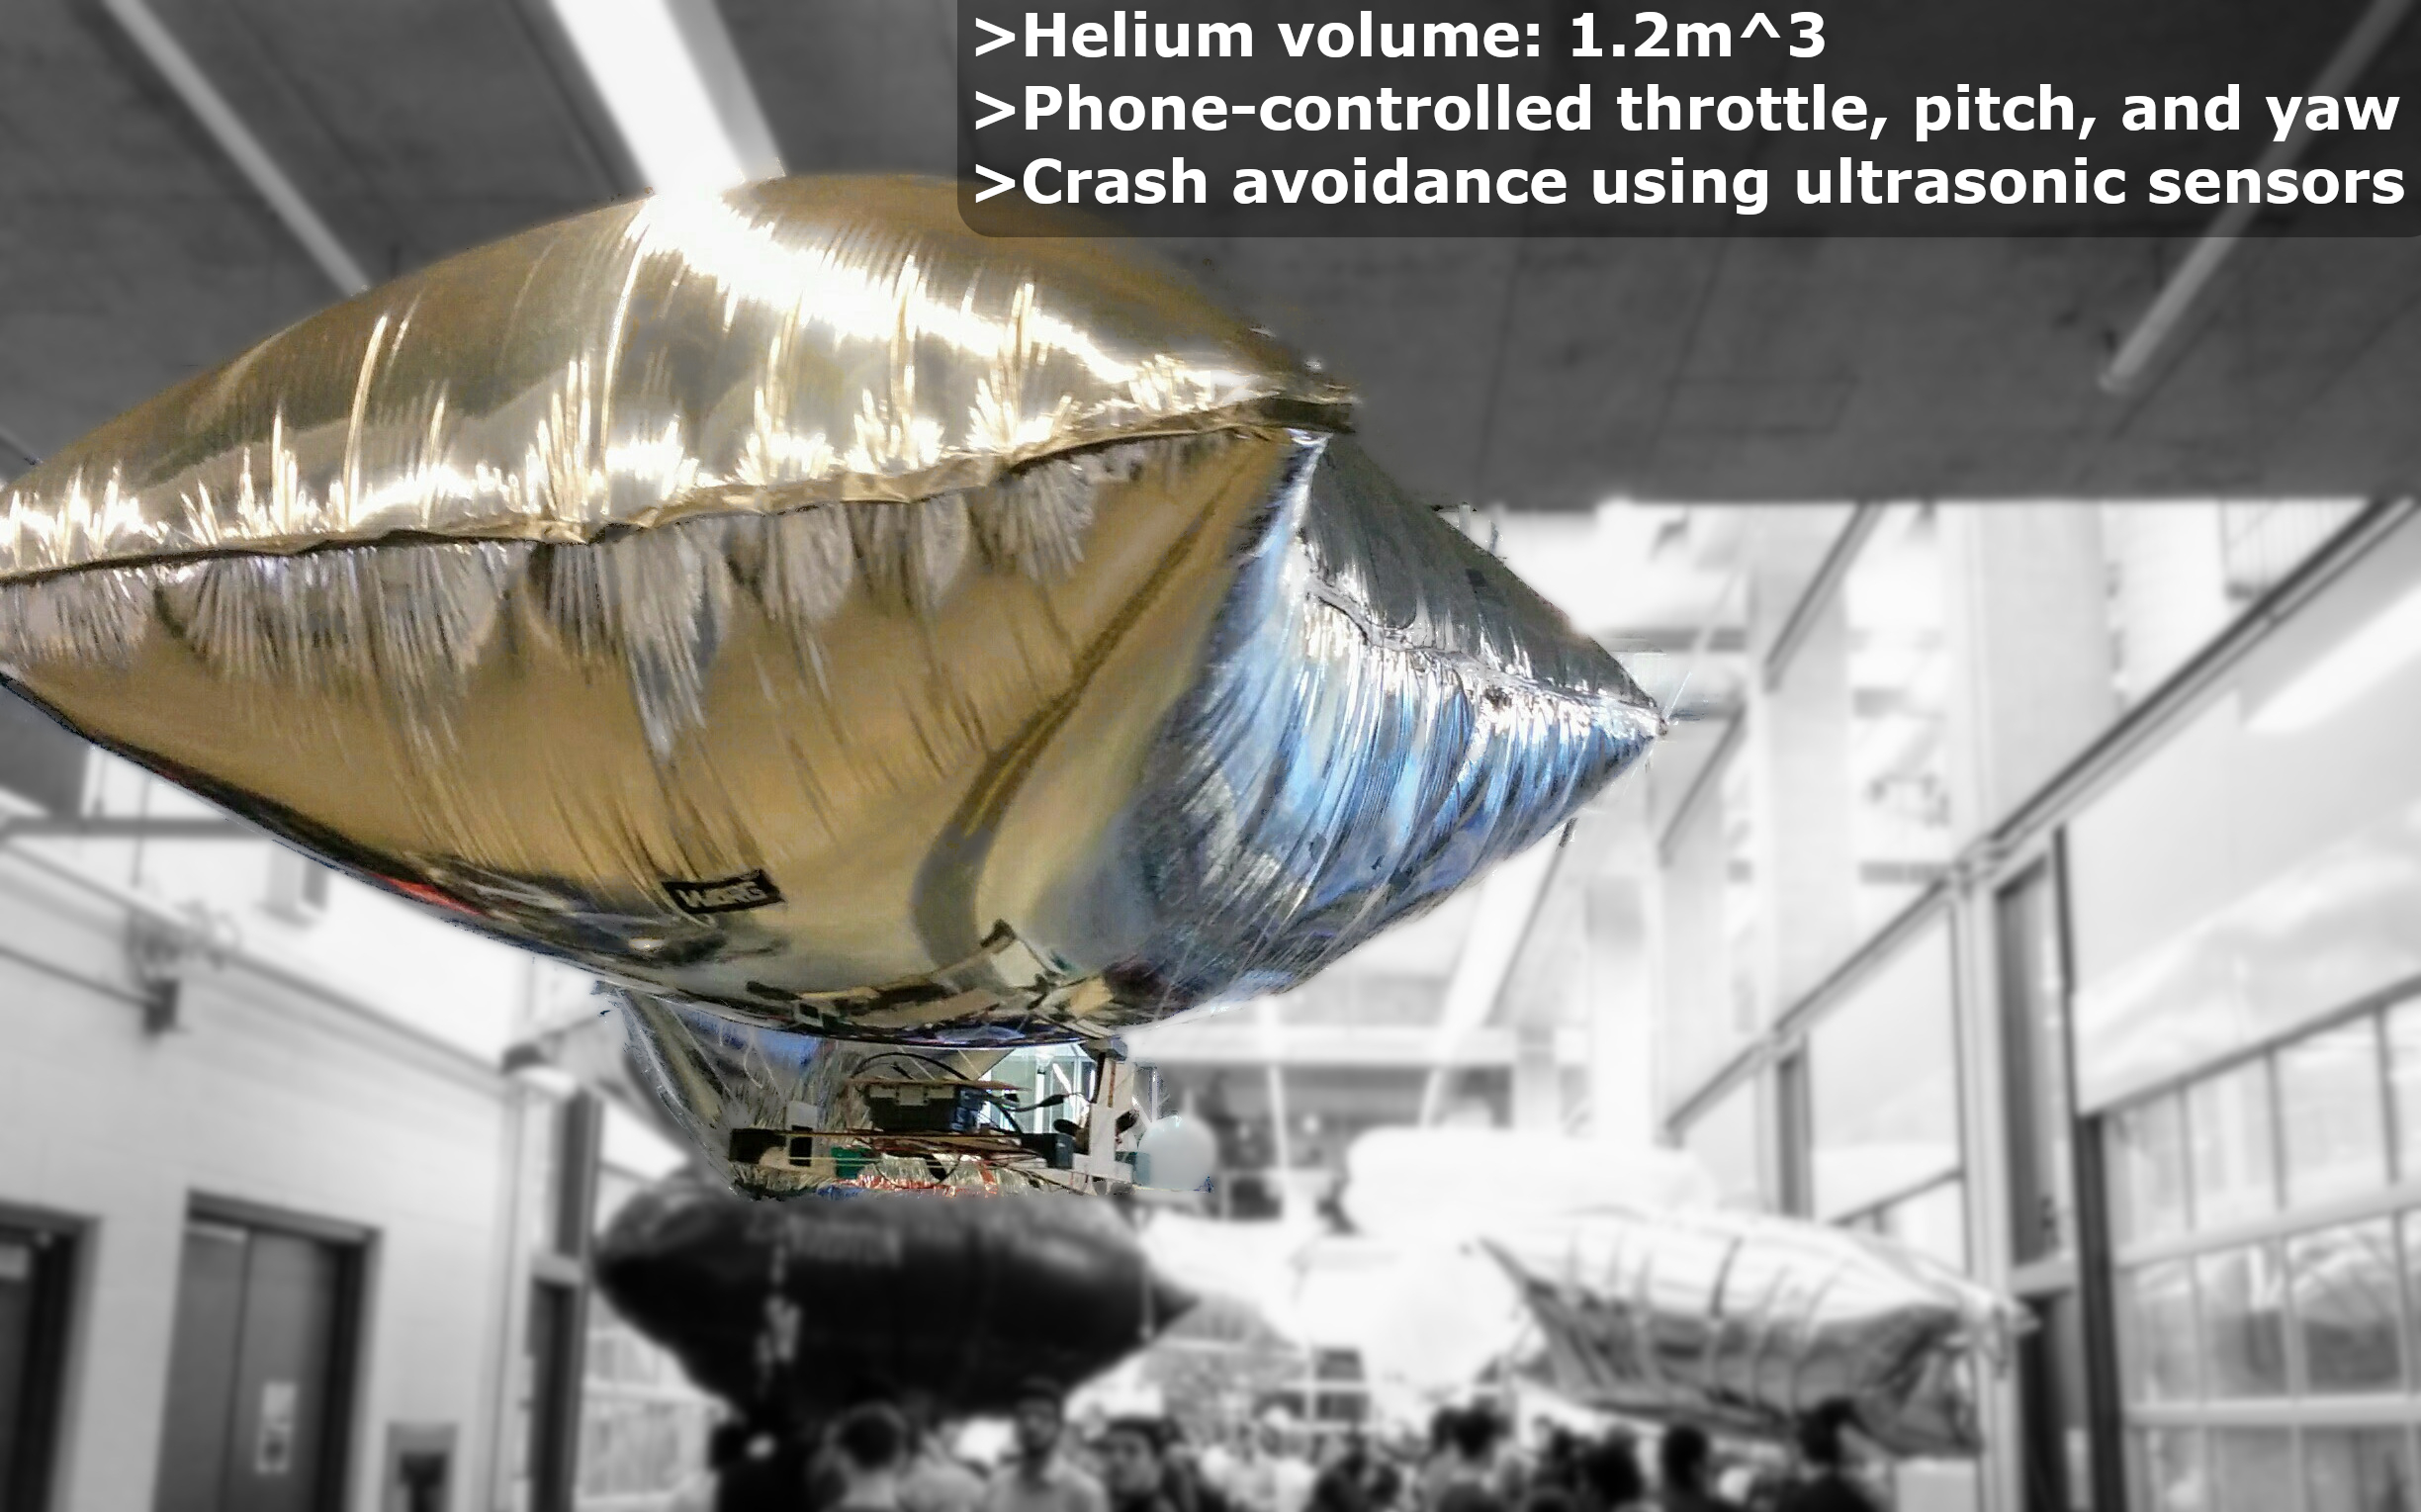 >Helium volume: 1.2m^3
>Phone-controlled throttle, pitch, and yaw
>Crash avoidance using ultrasonic sensors